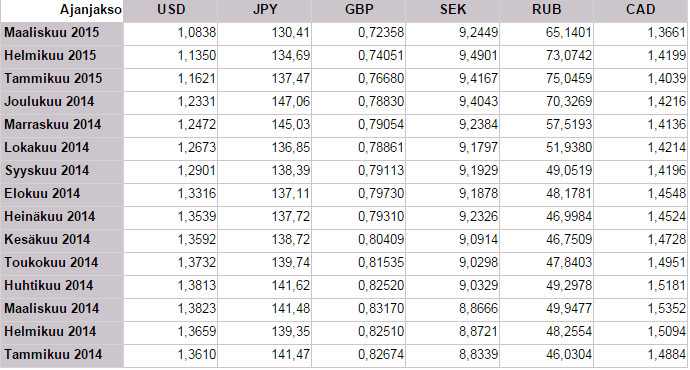 Ajanjakso USD JPY GBP SEK RUB CAD
Maaliskuu 2015 1,0838 130,41 0,72358 9,2449 65,1401 1,3661
Helmikuu 2015 1,1350 134,69 0,74051 9,4901 73,0742 1,4199
Tammikuu 2015 1,1621 137,47 0,76680 9,4167 75,0459 1,4039
Joulukuu 2014 1,2331 147,06 0,78830 9,4043 70,3269 1,4216
Marraskuu 2014 1,2472 145,03 0,79054 9,2384 57,5193 1,4136
Lokakuu 2014 1,2673 136,85 0,78861 9,1797 51,9380 1,4214
Syyskuu 2014 1,2901 138,39 0,79113 9,1929 49,0519 1,4196
Elokuu 2014 1,3316 137,11 0,79730 9,1878 48,1781 1,4548
Heinäkuu 2014 1,3539 137,72 0,79310 9,2326 46,9984 1,4524
Kesäkuu 2014 1,3592 138,72 0,80409 9,0914 46,7509 1,4728
Toukokuu 2014 1,3732 139,74 0,81535 9,0298 47,8403 1,4951
Huhtikuu 2014 1,3813 141,62 0,82520 9,0329 49,2978 1,5181
Maaliskuu 2014 1,3823 141,48 0,83170 8,8666 49,9477 1,5352
Helmikuu 2014 1,3659 139,35 0,82510 8,8721 48,2554 1,5094
Tammikuu 2014 1,3610 141,47 0,82674 8,8339 46,0304 1,4884